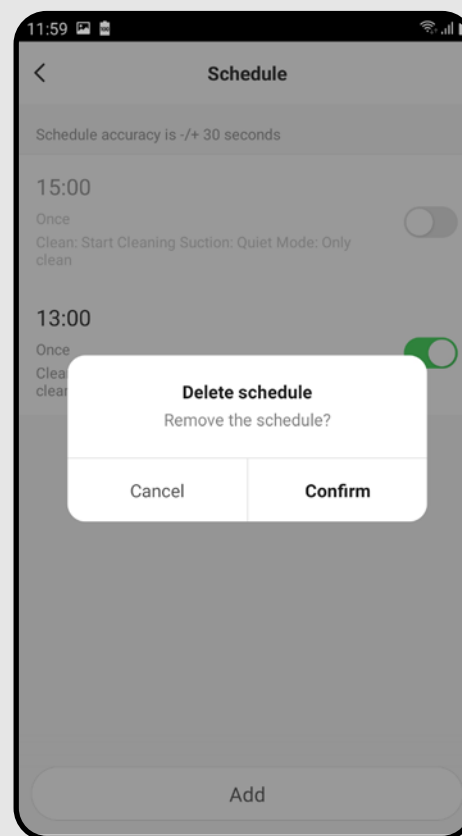 11:59
Schedule
Schedule accuracy is -/+ 30 seconds
15:00
Once
Clean: Start Cleaning Suction: Quiet Mode: Only
clean
13:00
Once
Delete schedule
Remove the schedule?
Cancel
Confirm
Add